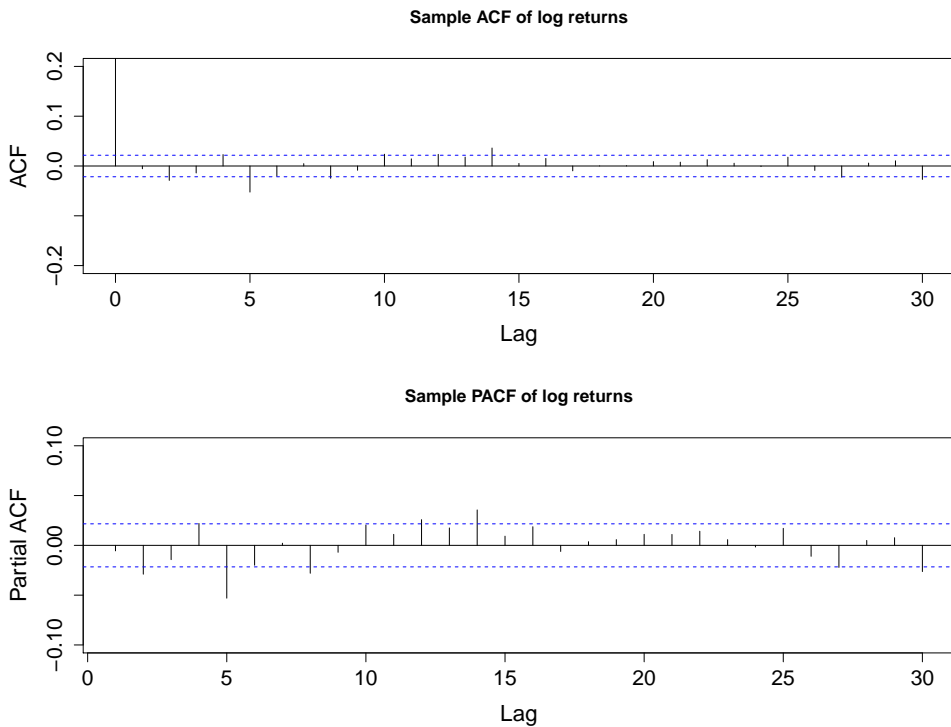 Sample ACF of log returns
ACF
0.2
0.1
0.0
−0.2
0 5 10 15 20 25 30
Lag
Sample PACF of log returns
Partial ACF
0.10
0.00
−0.10
0 5 10 15 20 25 30
Lag